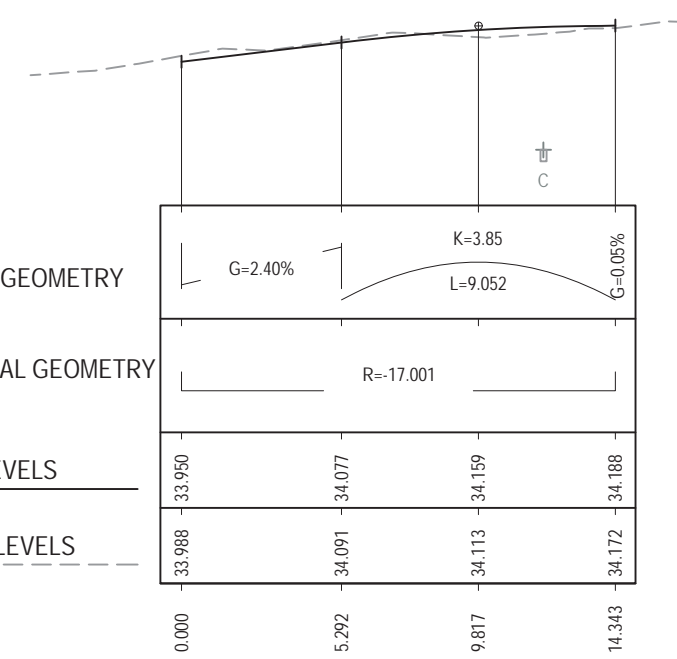 C
GEOMETRY
G=2.40%
K=3.85
L=9.052
G=0.05%
AL GEOMETRY
R=-17.001
EVELS
33.950
34.077
34.159
34.188
LEVELS
33.988
34.091
34.113
34.172
0.000
5.292
9.817
14.343